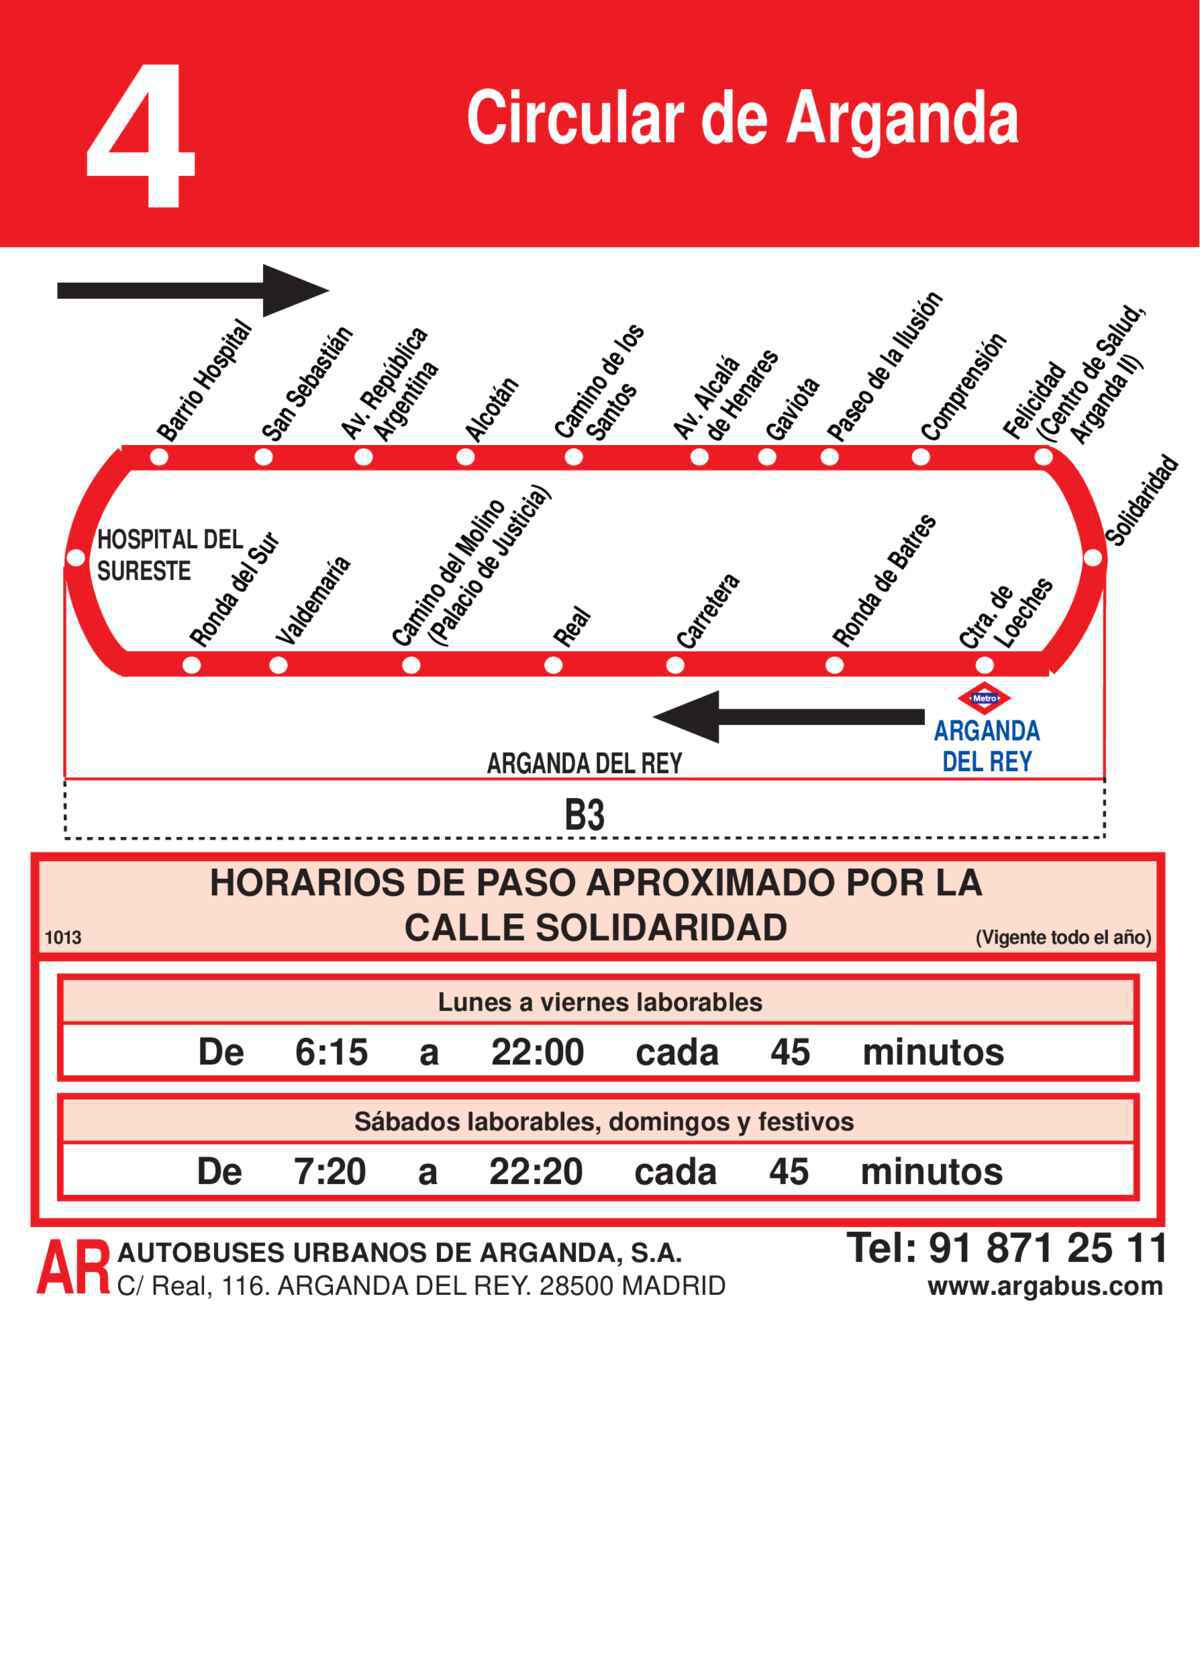 4
Circular de Arganda
Barrio Hospital
San Sebastián
Av. República
Argentina
Alcotán
Camino de los
Santos
Av. Alcalá
de Henares
Gaviota
Paseo de la Ilusión
Comprensión
Felicidad
(Centro de Salud,
Arganda II)
Solidaridad
HOSPITAL DEL
SURESTE
Ronda del Sur
Valdemaría
Camino del Molino
(Palacio de Justicia)
Real
Carretera
Ronda de Batres
Ctra. de
Loeches
Metro
ARGANDA
DEL REY
ARGANDA DEL REY
B3
HORARIOS DE PASO APROXIMADO POR LA
CALLE SOLIDARIDAD
1013
(Vigente todo el año)
Lunes a viernes laborables
De 6:15 a 22:00 cada 45 minutos
Sábados laborables, domingos y festivos
De 7:20 a 22:20 cada 45 minutos
AR
AUTOBUSES URBANOS DE ARGANDA, S.A.
C/ Real, 116. ARGANDA DEL REY. 28500 MADRID
Tel: 91 871 25 11
www.argabus.com